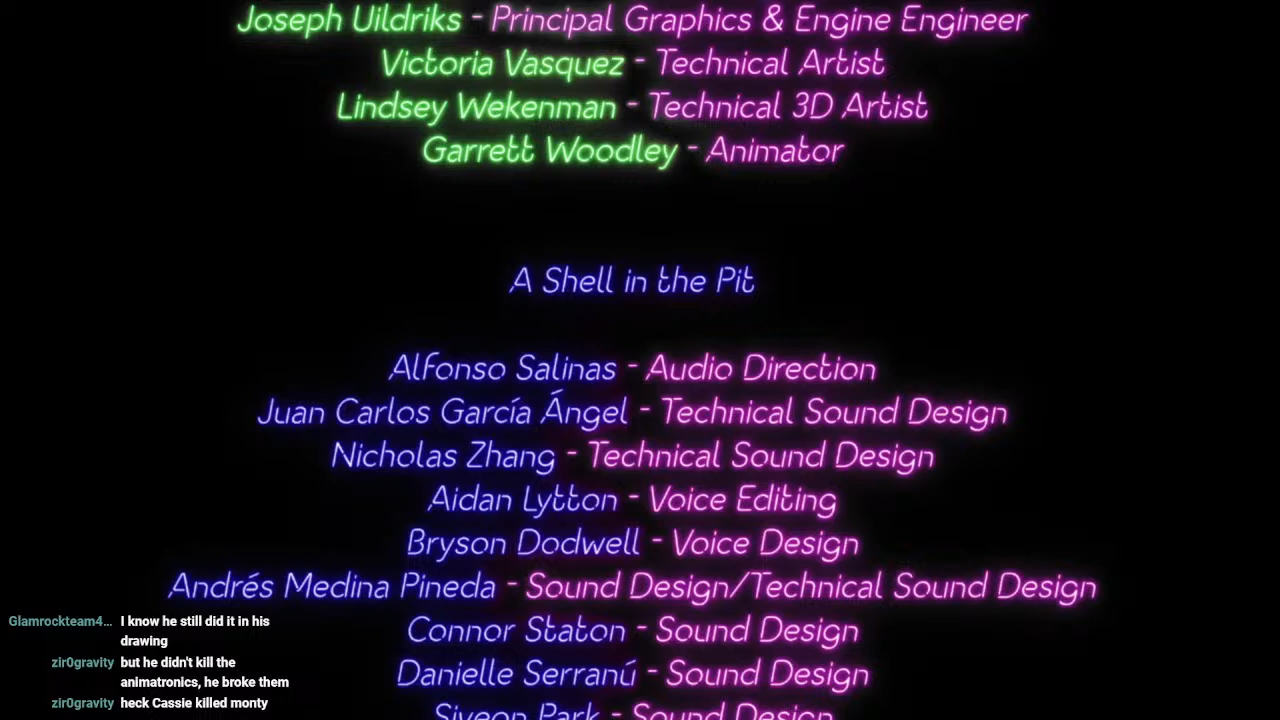 Joseph Uildriks - Principal Graphics & Engine Engineer
Victoria Vasquez - Technical Artist
Lindsey Wekenman - Technical 3D Artist
Garrett Woodley - Animator
A Shell in the Pit
Alfonso Salinas - Audio Direction
Juan Carlos García Ángel - Technical Sound Design
Nicholas Zhang - Technical Sound Design
Aidan Lytton - Voice Editing
Bryson Dodwell - Voice Design
Andrés Medina Pineda - Sound Design/Technical Sound Design
Connor Staton - Sound Design
Danielle Serranú - Sound Design
Siyeon Park - Sound Design
Glamrockteam4... I know he still did it in his
drawing
zir0gravity but he didn't kill the
animatronics, he broke them
zir0gravity heck Cassie killed monty